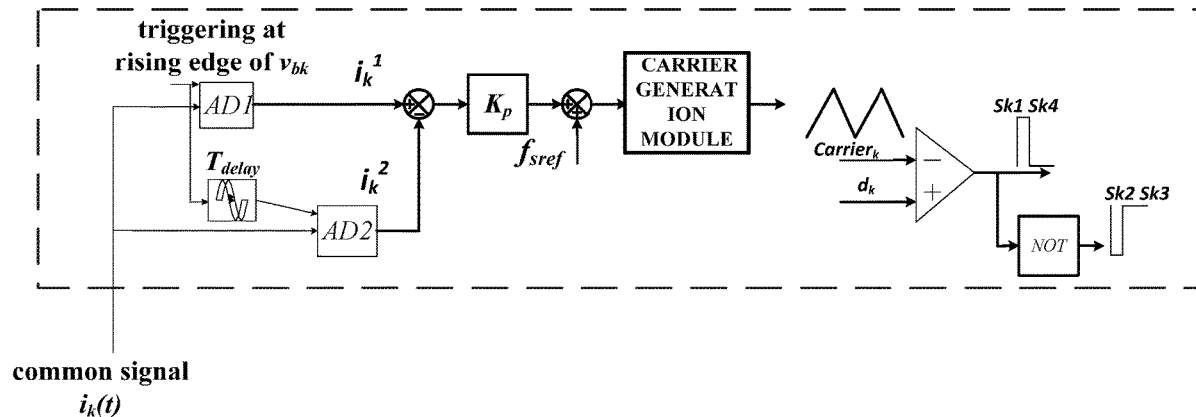 triggering at
rising edge of v_bk
i_k^1
AD1
K_p
CARRIER
GENERAT
ION
MODULE
f_sref
T_delay
i_k^2
AD2
Carrier_k
d_k
Sk1 Sk4
Sk2 Sk3
NOT
common signal
i_k(t)